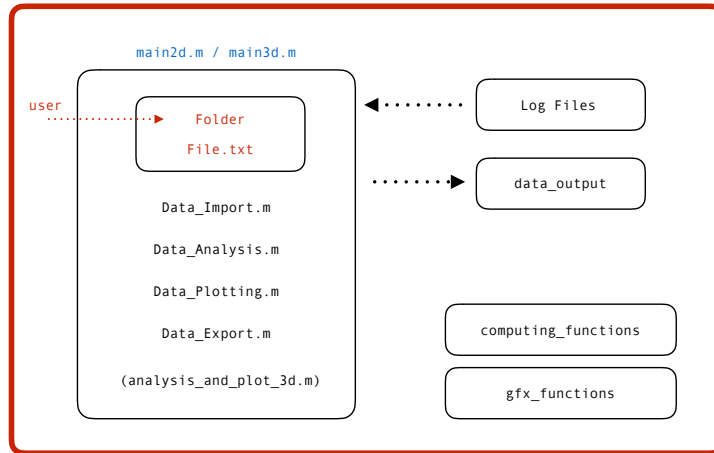 main2d.m / main3d.m
user
Folder
File.txt
Data_Import.m
Data_Analysis.m
Data_Plotting.m
Data_Export.m
(analysis_and_plot_3d.m)
Log Files
data_output
computing_functions
gfx_functions